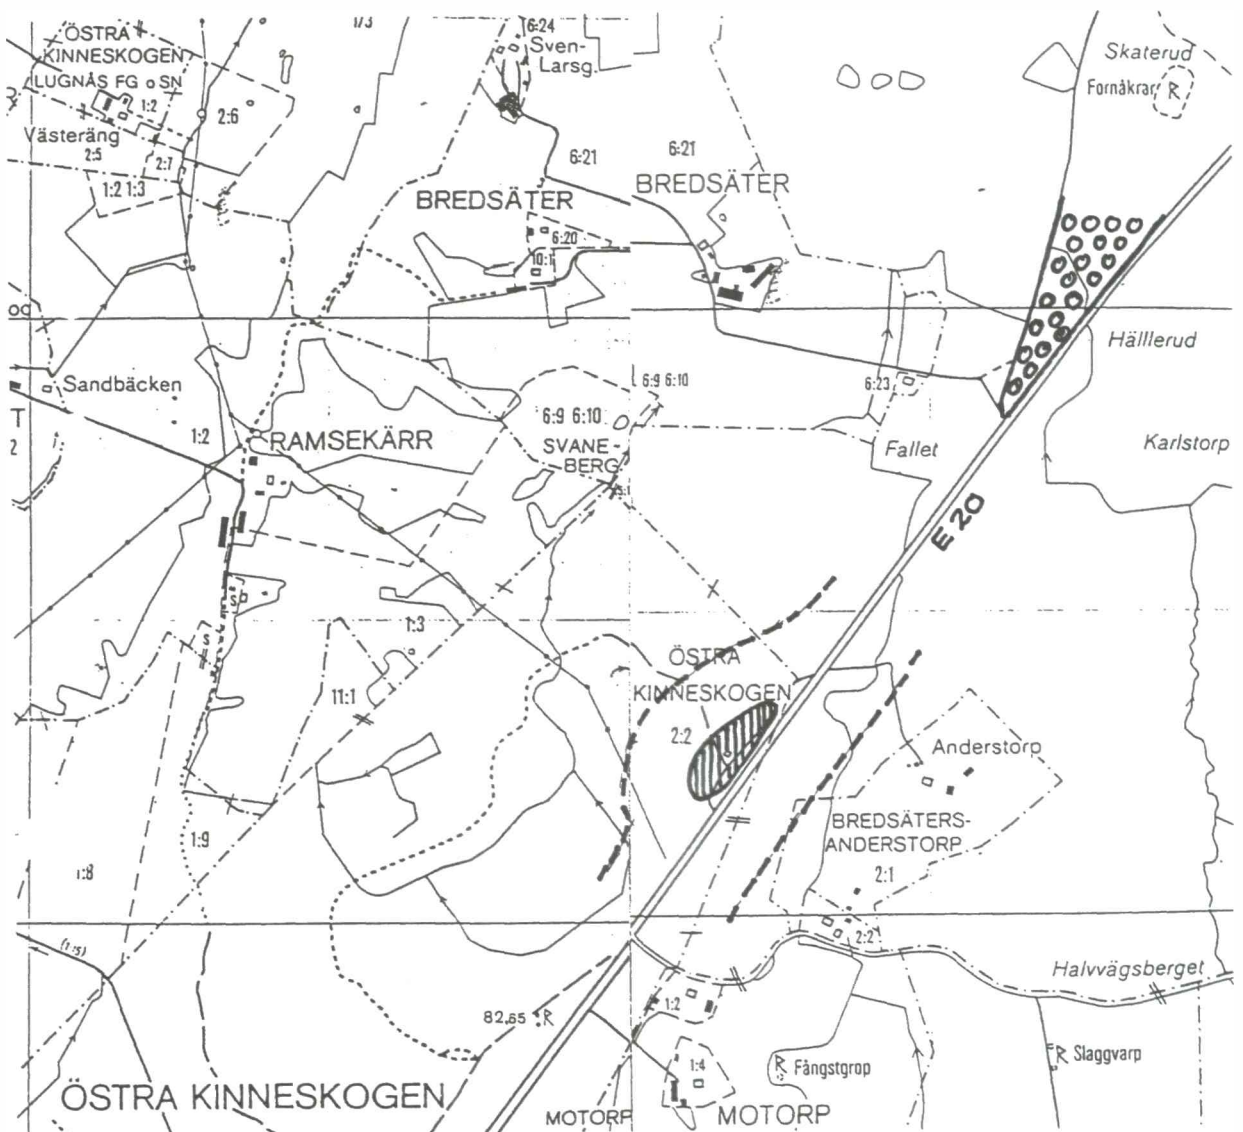 ÖSTRA
KINNESKOGEN
LUGNÅS FG o SN
1:2
2:6
Västeräng
2:5
2:7
1:2 1:3
6:24
Sven-
Larsg.
6:21
6:21
BREDSÄTER
BREDSÄTER
6:20
10:1
Skaterud
Fornåkrar
R
Hälllerud
Sandbäcken
T
2
1:2
RAMSEKÄRR
6:9 6:10
6:9 6:10
SVANE-
BERG
6:23
Fallet
Karlstorp
E 20
S
S
1:3
11:1
ÖSTRA
KINNESKOGEN
2:2
Anderstorp
BREDSÄTERS-
ANDERSTORP
2:1
2:2
1:9
1:8
Halvvägsberget
82,65 R
1:2
1:4
R Fångstgrop
R Slaggvarp
ÖSTRA KINNESKOGEN
MOTORP
MOTORP